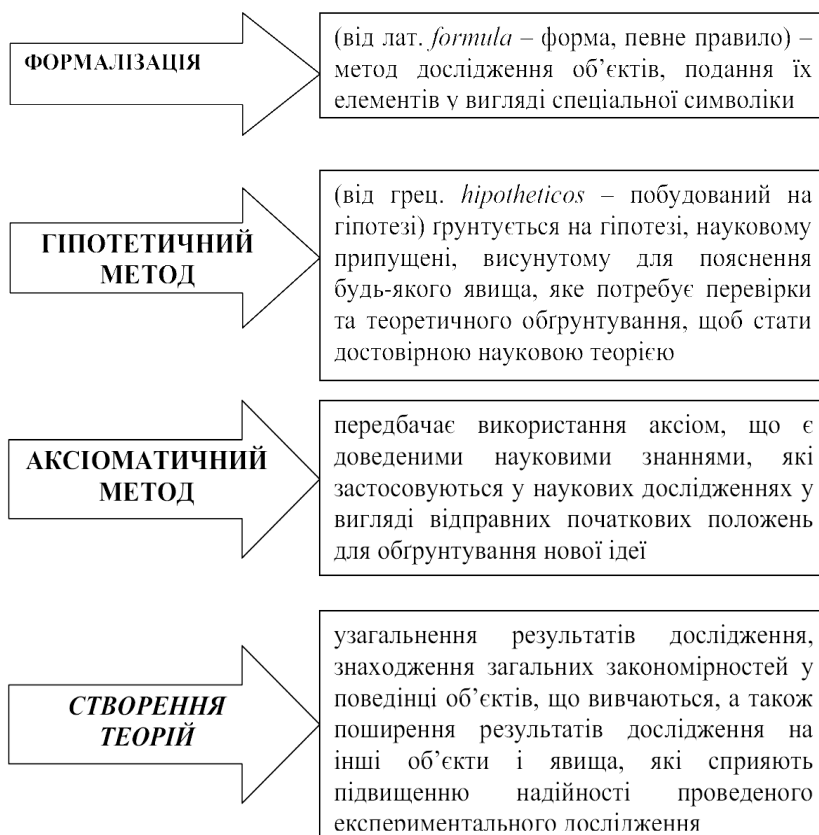 ФОРМАЛІЗАЦІЯ
(від лат. formula – форма, певне правило) –
метод дослідження об’єктів, подання їх
елементів у вигляді спеціальної символіки
ГІПОТЕТИЧНИЙ
МЕТОД
(від грец. hipotheticos – побудований на
гіпотезі) ґрунтується на гіпотезі, науковому
припущені, висунутому для пояснення
будь-якого явища, яке потребує перевірки
та теоретичного обґрунтування, щоб стати
достовірною науковою теорією
АКСІОМАТИЧНИЙ
МЕТОД
передбачає використання аксіом, що є
доведеними науковими знаннями, які
застосовуються у наукових дослідженнях у
вигляді відправних початкових положень
для обґрунтування нової ідеї
СТВОРЕННЯ
ТЕОРІЙ
узагальнення результатів дослідження,
знаходження загальних закономірностей у
поведінці об’єктів, що вивчаються, а також
поширення результатів дослідження на
інші об’єкти і явища, які сприяють
підвищенню надійності проведеного
експериментального дослідження